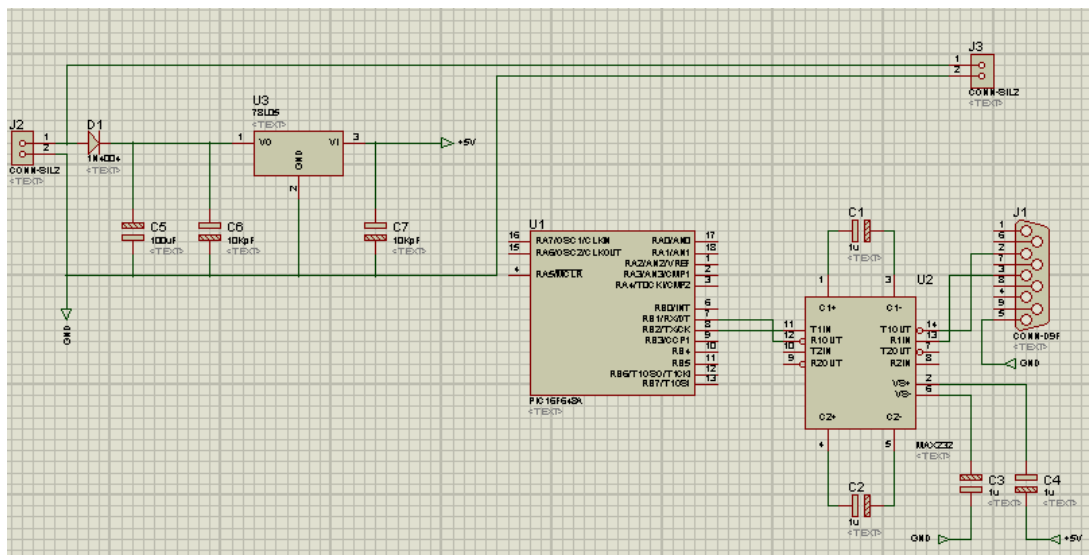 J3
1
2
CONN-SIL2
<TEXT>
U3
78L05
<TEXT>
J2
1
2
CONN-SIL2
<TEXT>
D1
1N4004
<TEXT>
1
VO
VI
3
GND
2
+5V
C5
100uF
<TEXT>
C6
10KpF
<TEXT>
C7
10KpF
<TEXT>
GND
U1
16
RA7/OSC1/CLKIN
15
RA6/OSC2/CLKOUT
4
RA5/MCLR
RA0/AN0
17
RA1/AN1
18
RA2/AN2/VREF
1
RA3/AN3/CMP1
2
RA4/T0CKI/CMP2
3
RB0/INT
6
RB1/RX/DT
7
RB2/TX/CK
8
RB3/CCP1
9
RB4
10
RB5
11
RB6/T1OSO/T1CKI
12
RB7/T1OSI
13
PIC16F648A
<TEXT>
C1
1u
<TEXT>
J1
1
6
2
7
3
8
4
9
5
CONN-D9F
<TEXT>
GND
U2
1
3
C1+
C1-
11
T1IN
12
R1OUT
10
T2IN
9
R2OUT
T1OUT
14
R1IN
13
T2OUT
7
R2IN
8
VS+
2
VS-
6
C2+
C2-
4
5
MAX232
<TEXT>
C2
1u
<TEXT>
C3
1u
<TEXT>
C4
1u
<TEXT>
GND
+5V